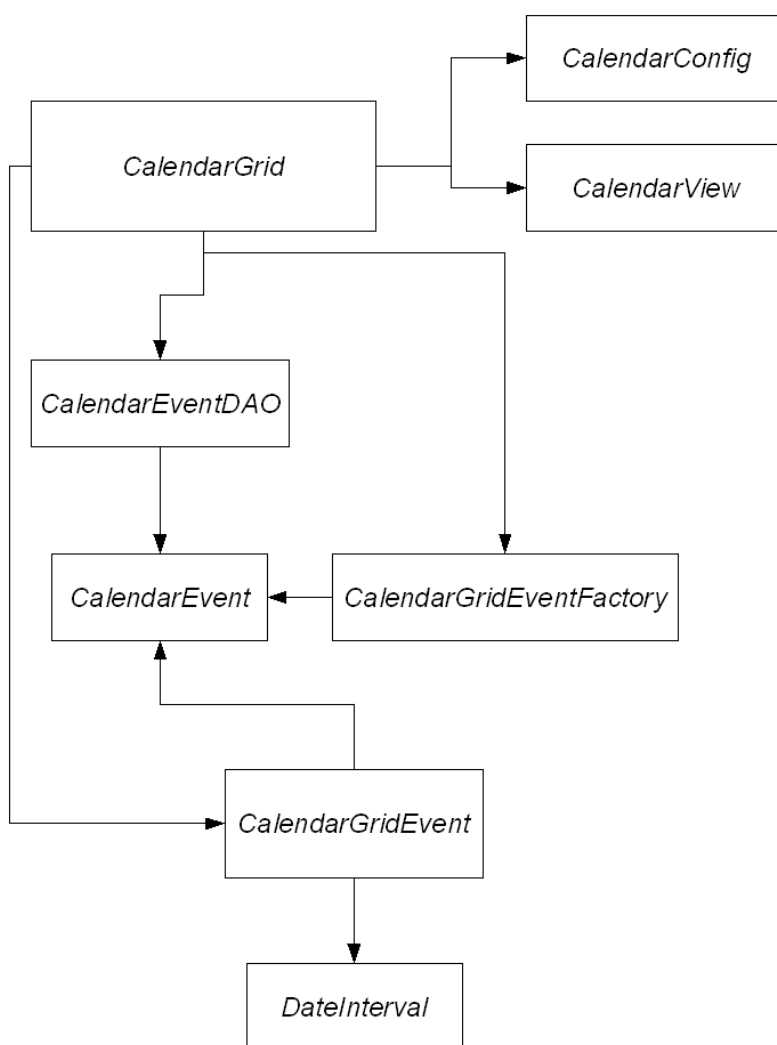 CalendarConfig
CalendarGrid
CalendarView
CalendarEventDAO
CalendarEvent
CalendarGridEventFactory
CalendarGridEvent
DateInterval